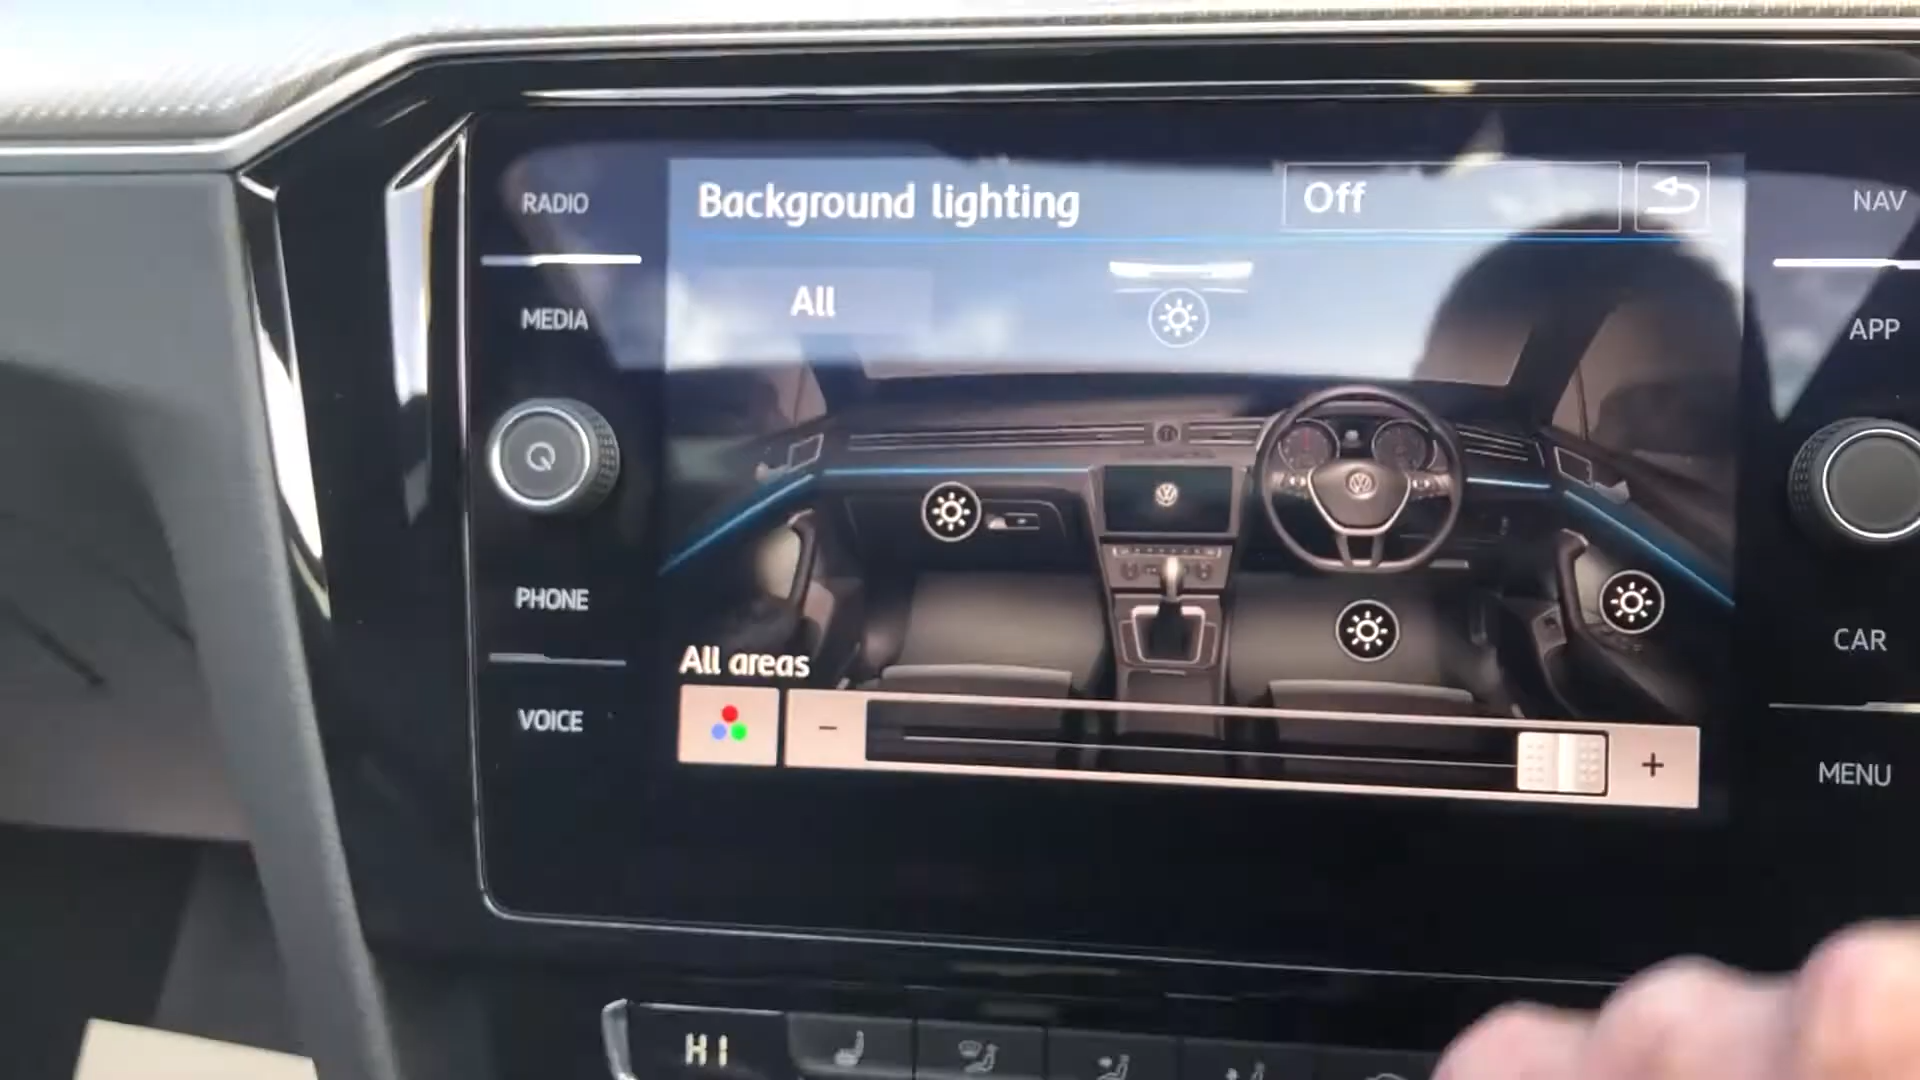 RADIO
MEDIA
PHONE
VOICE
Background lighting
Off
All
All areas
-
+
NAV
APP
CAR
MENU
HI